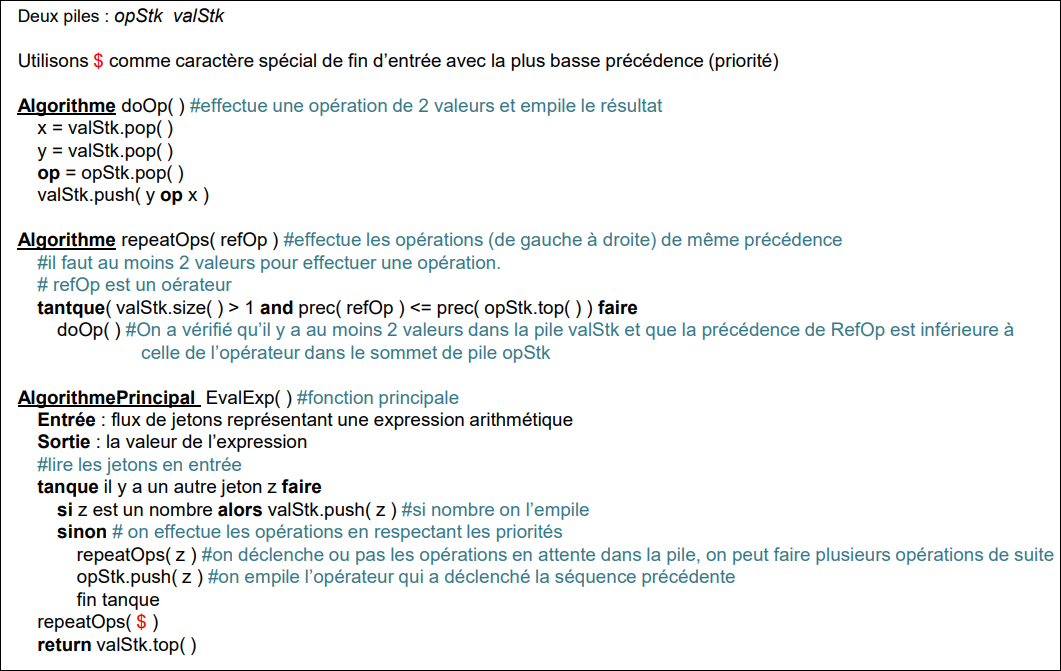 Deux piles : opStk valStk
Utilisons $ comme caractère spécial de fin d'entrée avec la plus basse précédence (priorité)
Algorithme doOp( ) #effectue une opération de 2 valeurs et empile le résultat
x = valStk.pop( )
y = valStk.pop( )
op = opStk.pop( )
valStk.push( y op x )
Algorithme repeatOps( refOp ) #effectue les opérations (de gauche à droite) de même précédence
#il faut au moins 2 valeurs pour effectuer une opération.
# refOp est un oérateur
tantque( valStk.size( ) > 1 and prec( refOp ) <= prec( opStk.top( ) ) faire
doOp( ) #On a vérifié qu'il y a au moins 2 valeurs dans la pile valStk et que la précédence de RefOp est inférieure à
celle de l'opérateur dans le sommet de pile opStk
AlgorithmePrincipal EvalExp( ) #fonction principale
Entrée : flux de jetons représentant une expression arithmétique
Sortie : la valeur de l'expression
#lire les jetons en entrée
tanque il y a un autre jeton z faire
si z est un nombre alors valStk.push( z ) #si nombre on l'empile
sinon # on effectue les opérations en respectant les priorités
repeatOps( z ) #on déclenche ou pas les opérations en attente dans la pile, on peut faire plusieurs opérations de suite
opStk.push( z ) #on empile l'opérateur qui a déclenché la séquence précédente
fin tanque
repeatOps( $ )
return valStk.top( )